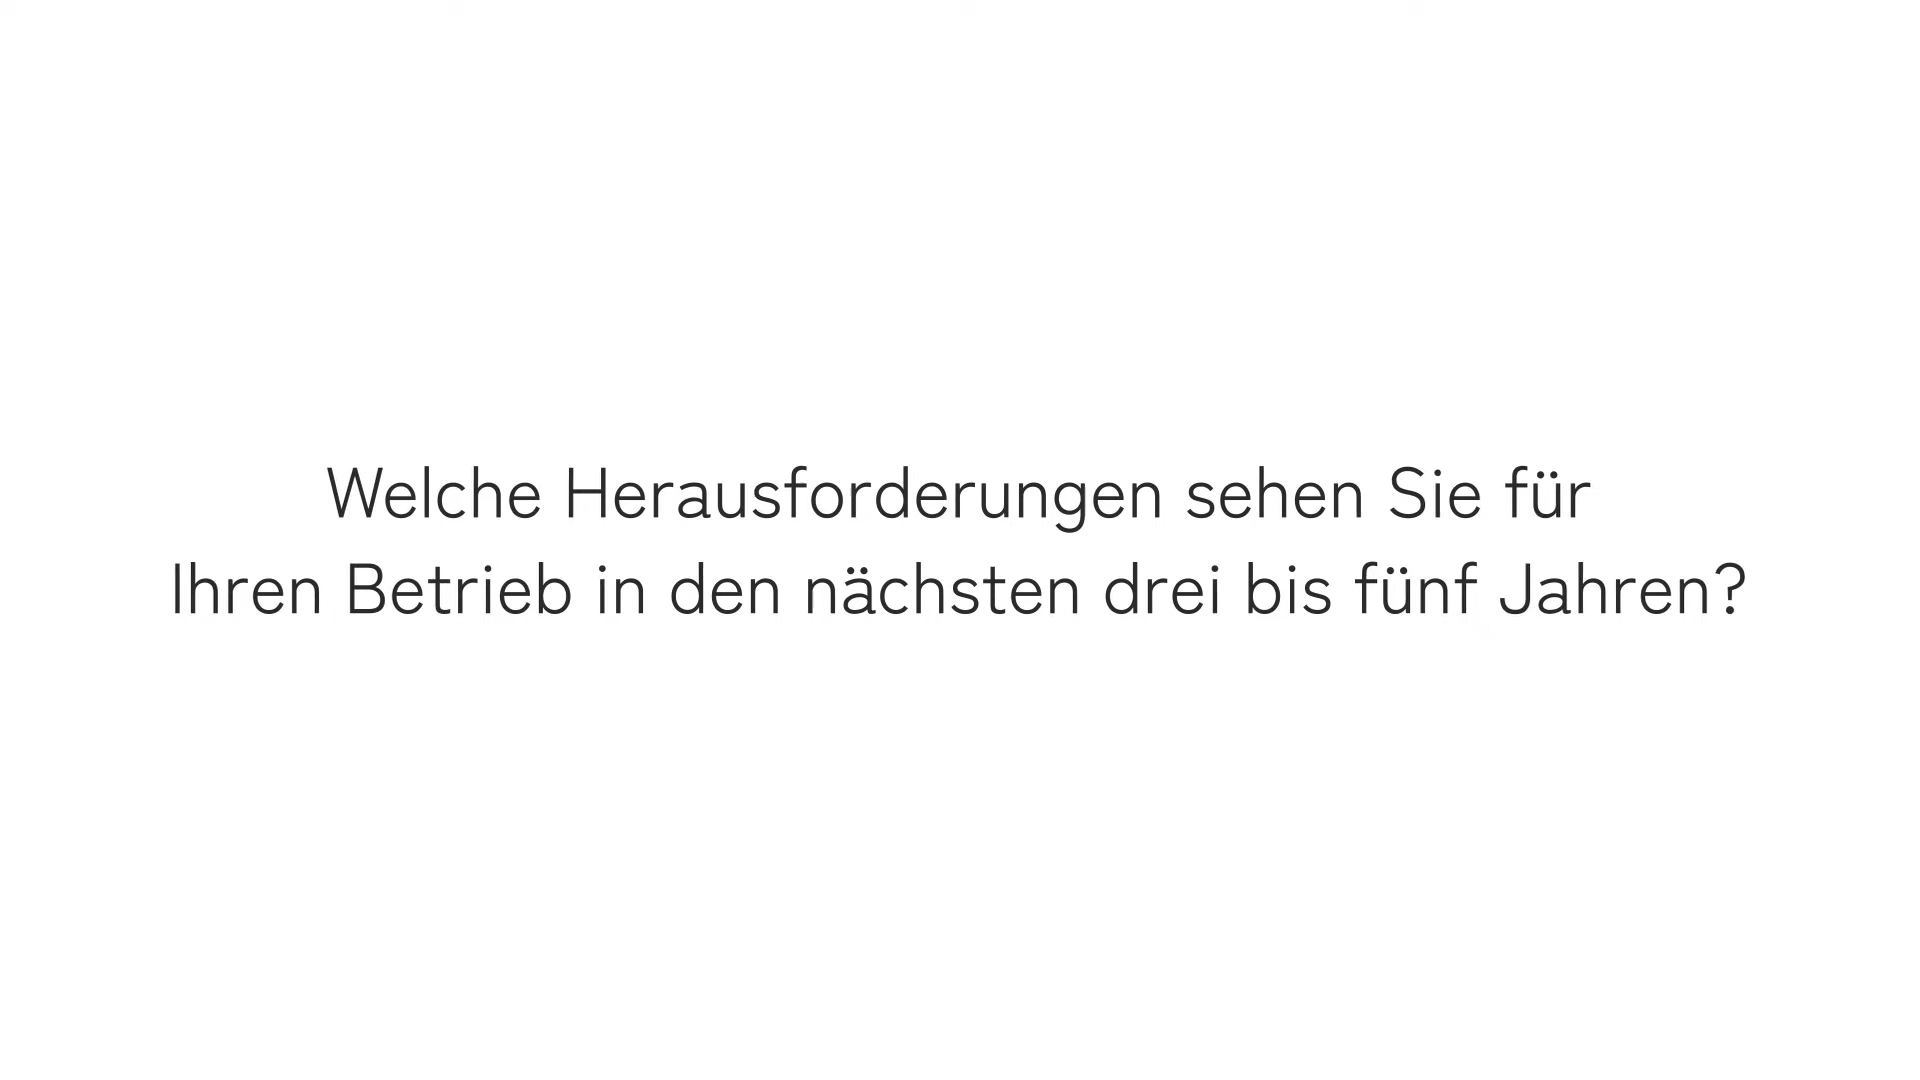 Welche Herausforderungen sehen Sie für
Ihren Betrieb in den nächsten drei bis fünf Jahren?